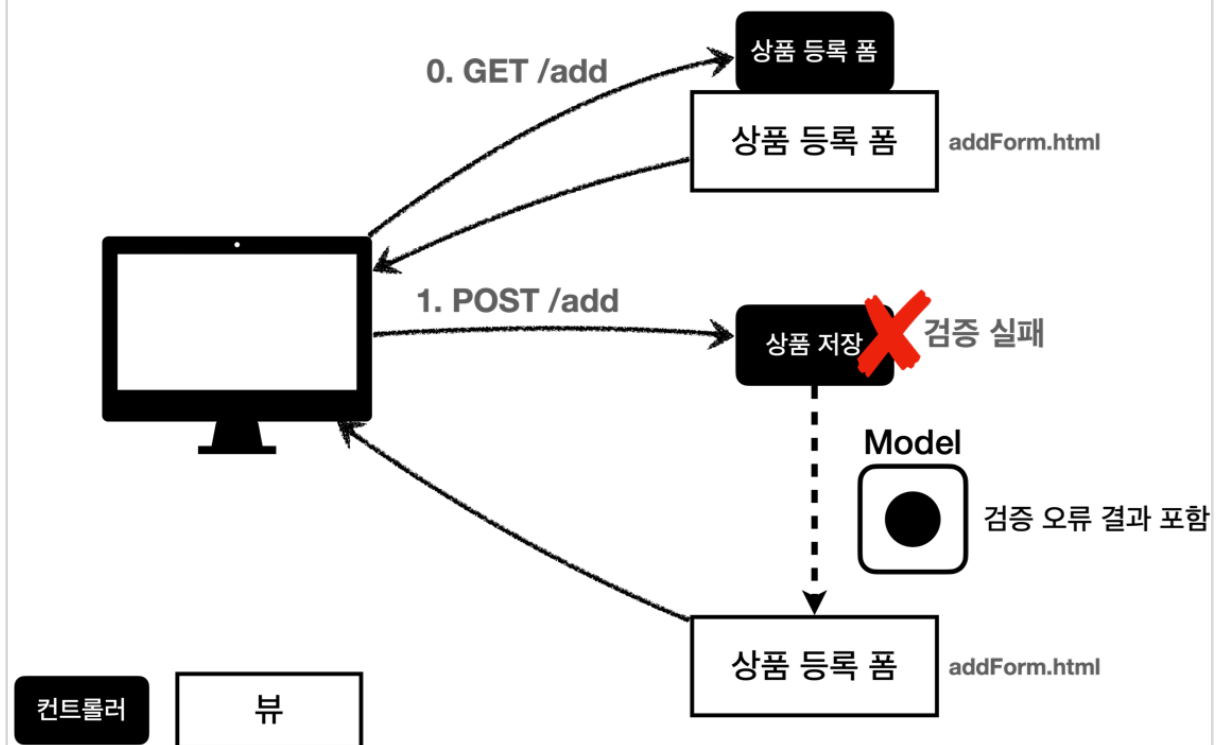 상품 등록 폼
0. GET /add
상품 등록 폼
addForm.html
1. POST /add
상품 저장
검증 실패
Model
검증 오류 결과 포함
상품 등록 폼
addForm.html
컨트롤러
뷰